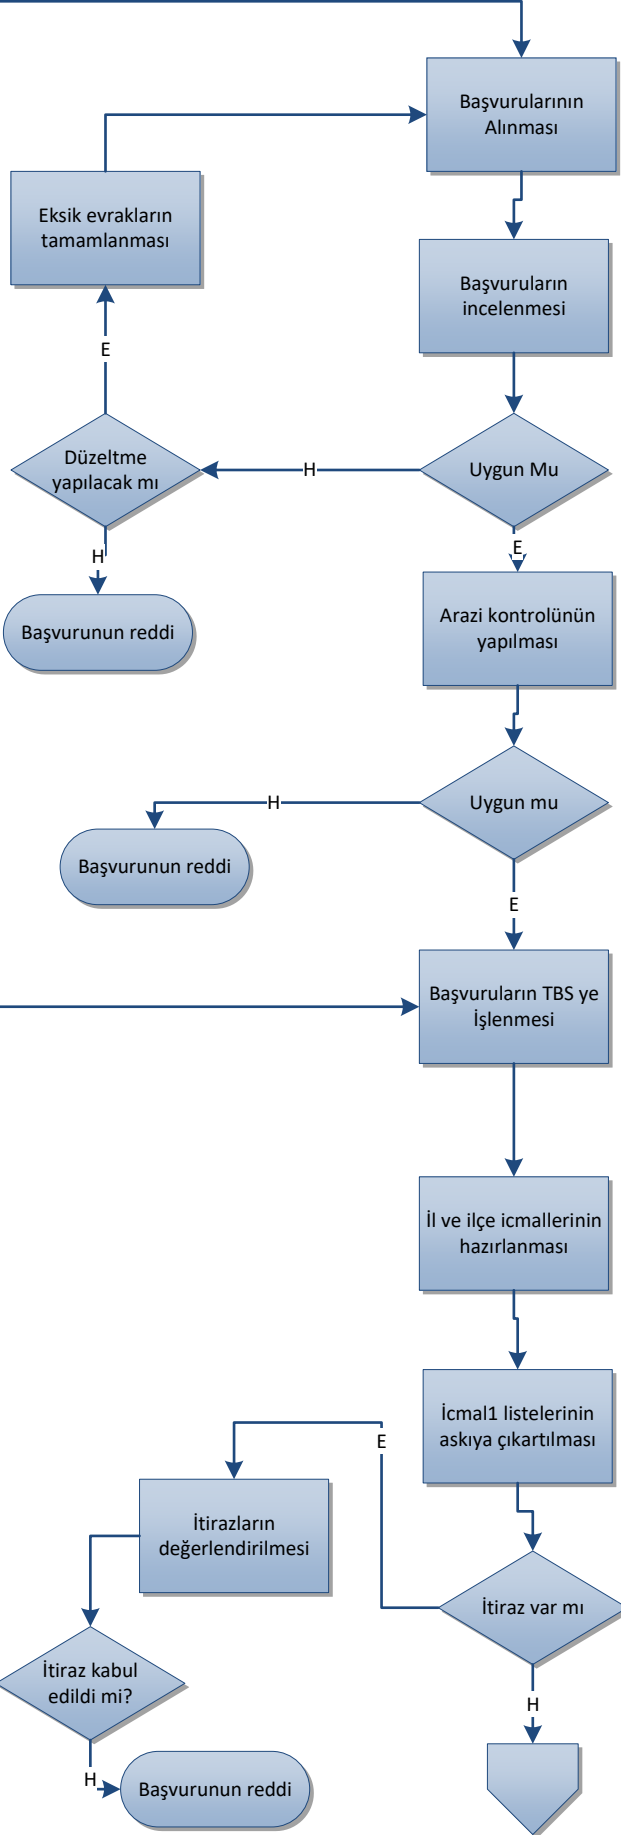 Başvurularının
Alınması
Eksik evrakların
tamamlanması
Başvuruların
incelenmesi
E
Düzeltme
yapılacak mı
H
Uygun Mu
H
E
Başvurunun reddi
Arazi kontrolünün
yapılması
H
Uygun mu
Başvurunun reddi
E
Başvuruların TBS ye
İşlenmesi
İl ve ilçe icmallerinin
hazırlanması
İcmal1 listelerinin
askıya çıkartılması
E
İtirazların
değerlendirilmesi
İtiraz var mı
İtiraz kabul
edildi mi?
H
H
Başvurunun reddi